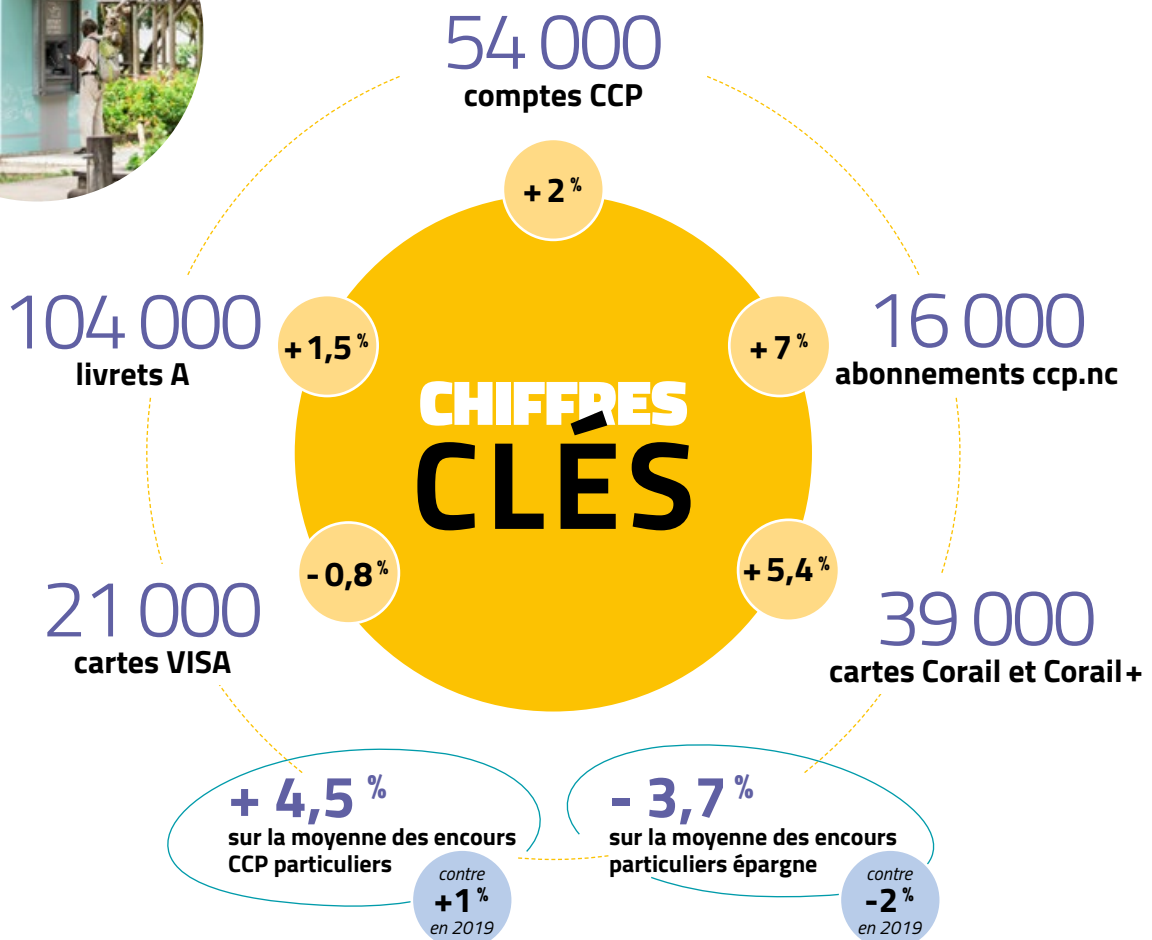 54 000
comptes CCP
+ 2 %
104 000
livrets A
+ 1,5 %
+ 7 %
16 000
abonnements ccp.nc
CHIFFRES
CLÉS
21 000
cartes VISA
- 0,8 %
+ 5,4 %
39 000
cartes Corail et Corail+
+ 4,5 %
sur la moyenne des encours
CCP particuliers
contre
+1 %
en 2019
- 3,7 %
sur la moyenne des encours
particuliers épargne
contre
-2 %
en 2019